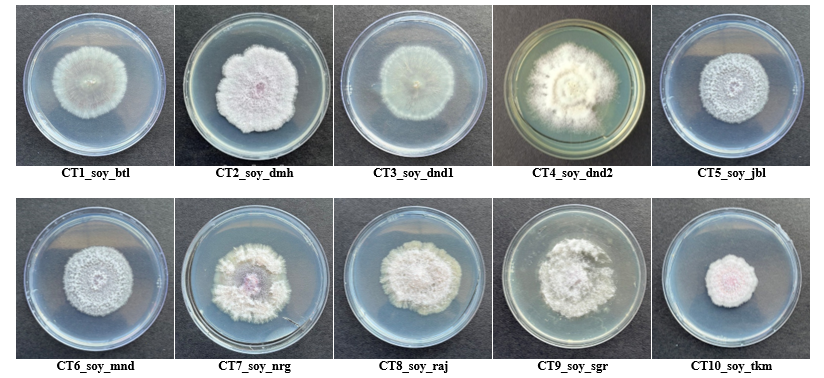 CT1_soy_btl
CT2_soy_dmh
CT3_soy_dnd1
CT4_soy_dnd2
CT5_soy_jbl
CT6_soy_mnd
CT7_soy_nrg
CT8_soy_raj
CT9_soy_sgr
CT10_soy_tkm